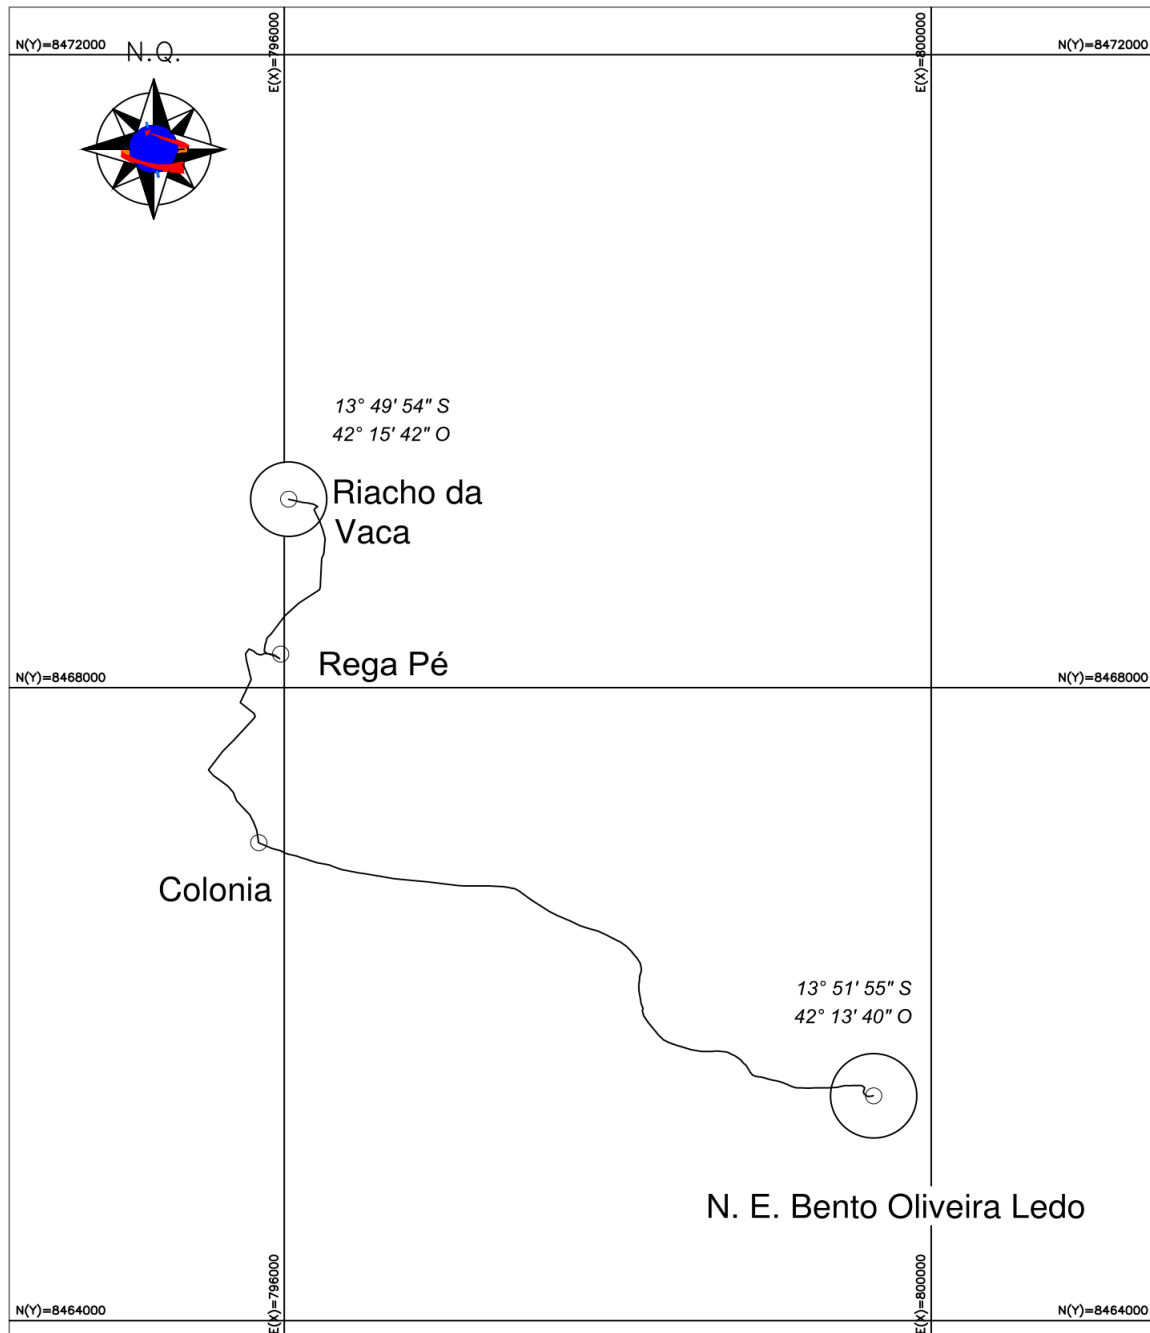 E(X)=796000
E(X)=800000
N(Y)=8472000
N(Y)=8472000
N.Q.
13° 49' 54" S
42° 15' 42" O
Riacho da
Vaca
Rega Pé
N(Y)=8468000
N(Y)=8468000
Colonia
13° 51' 55" S
42° 13' 40" O
N. E. Bento Oliveira Ledo
E(X)=796000
E(X)=800000
N(Y)=8464000
N(Y)=8464000